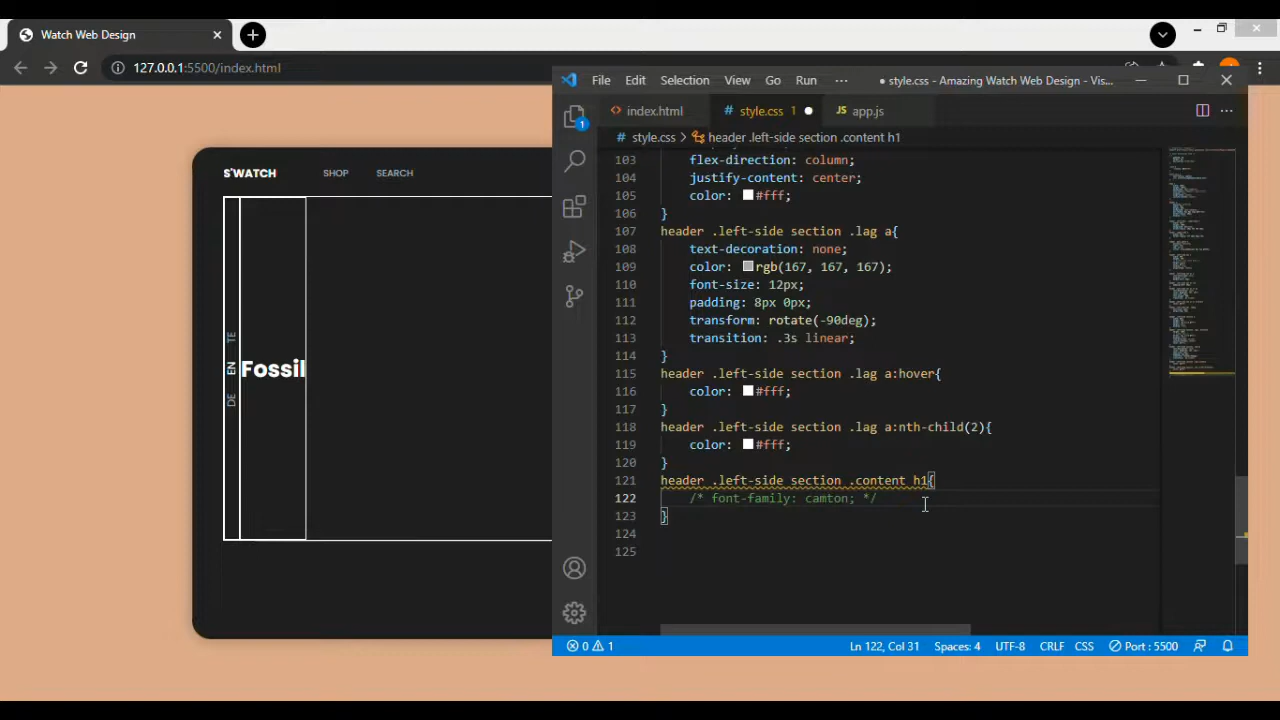 Watch Web Design
127.0.0.1:5500/index.html
File Edit Selection View Go Run ··· ● style.css - Amazing Watch Web Design - Vis...
<> index.html # style.css 1 ● JS app.js ···
# style.css > header .left-side section .content h1
1
103 flex-direction: column;
104 justify-content: center;
105 color: #fff;
106 }
107 header .left-side section .lag a{
108 text-decoration: none;
109 color: rgb(167, 167, 167);
110 font-size: 12px;
111 padding: 8px 0px;
112 transform: rotate(-90deg);
113 transition: .3s linear;
114 }
115 header .left-side section .lag a:hover{
116 color: #fff;
117 }
118 header .left-side section .lag a:nth-child(2){
119 color: #fff;
120 }
121 header .left-side section .content h1{
122 /* font-family: camton; */
123 }
124
125
0 1 Ln 122, Col 31 Spaces: 4 UTF-8 CRLF CSS Port : 5500
S'WATCH SHOP SEARCH
TE
EN
DE
Fossil